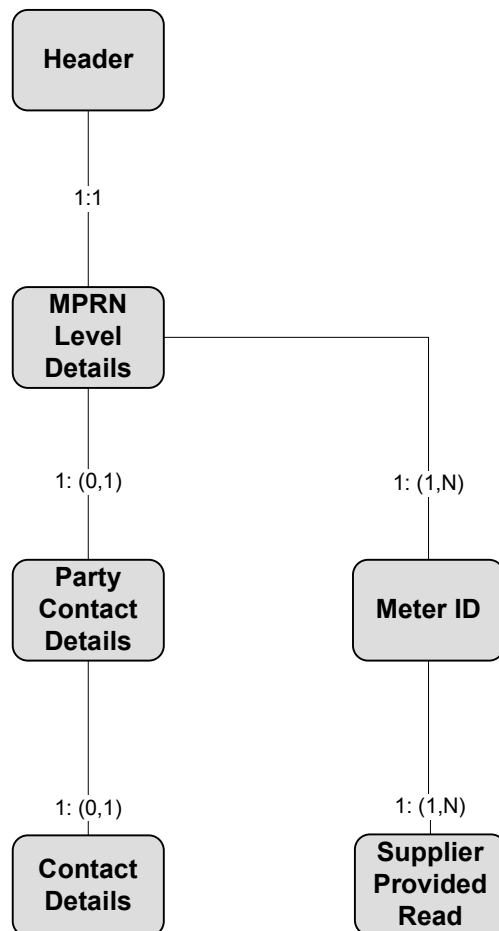 Header
1:1
MPRN
Level
Details
1: (0,1)
1: (1,N)
Party
Contact
Details
Meter ID
1: (0,1)
1: (1,N)
Contact
Details
Supplier
Provided
Read